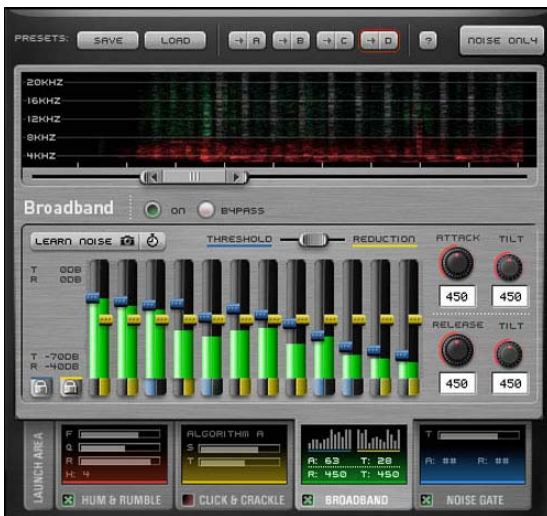 PRESETS: SAVE LOAD → A → B → C → D ? NOISE ONLY
20KHZ
16KHZ
12KHZ
8KHZ
4KHZ
Broadband ON BYPASS
LEARN NOISE THRESHOLD REDUCTION ATTACK TILT
T 0DB
R 0DB
450 450
RELEASE TILT
T -70DB
R -40DB
450 450
LAUNCH AREA
F
Q
R
H: 4
HUM & RUMBLE
ALGORITHM A
S
T
CLICK & CRACKLE
A: 63 T: 28
R: 450 T: 450
BROADBAND
T
A: ## R: ##
NOISE GATE